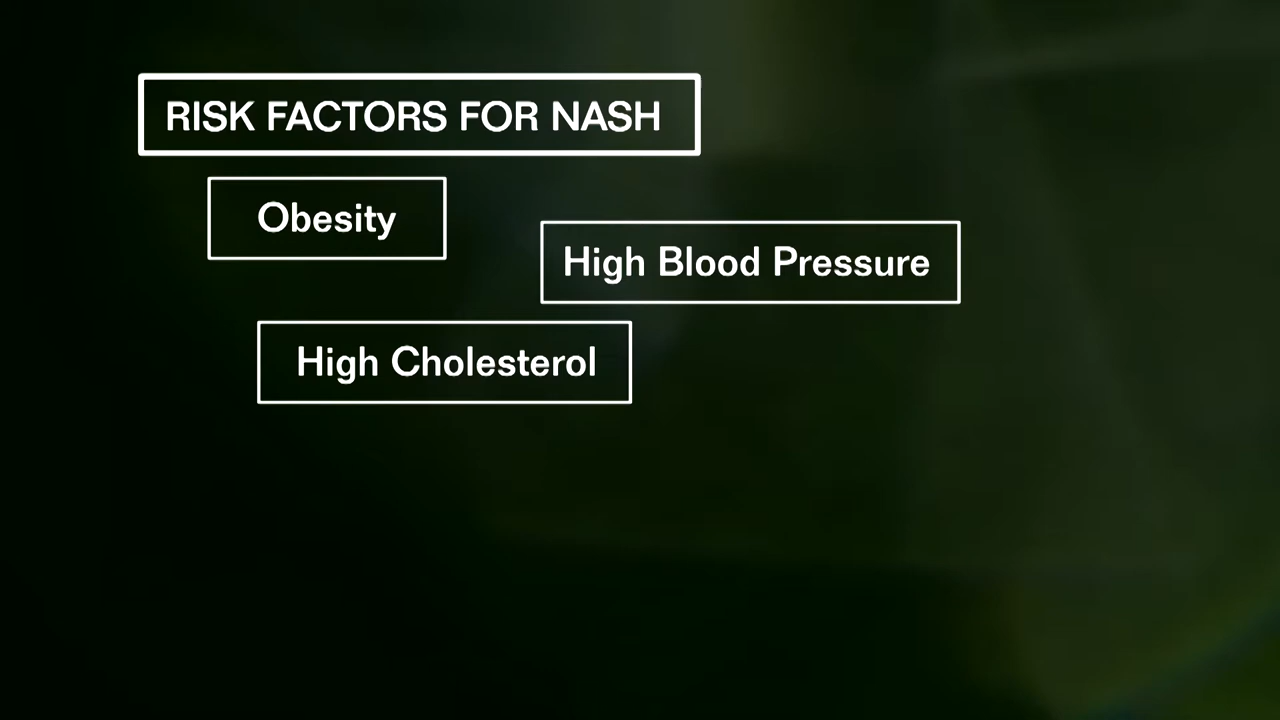 RISK FACTORS FOR NASH
Obesity
High Blood Pressure
High Cholesterol